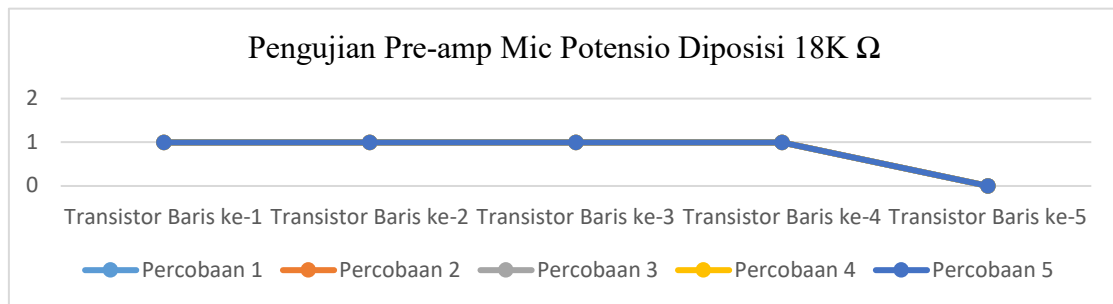 Pengujian Pre-amp Mic Potensio Diposisi 18K Ω
2
1
0
Transistor Baris ke-1 Transistor Baris ke-2 Transistor Baris ke-3 Transistor Baris ke-4 Transistor Baris ke-5
Percobaan 1 Percobaan 2 Percobaan 3 Percobaan 4 Percobaan 5